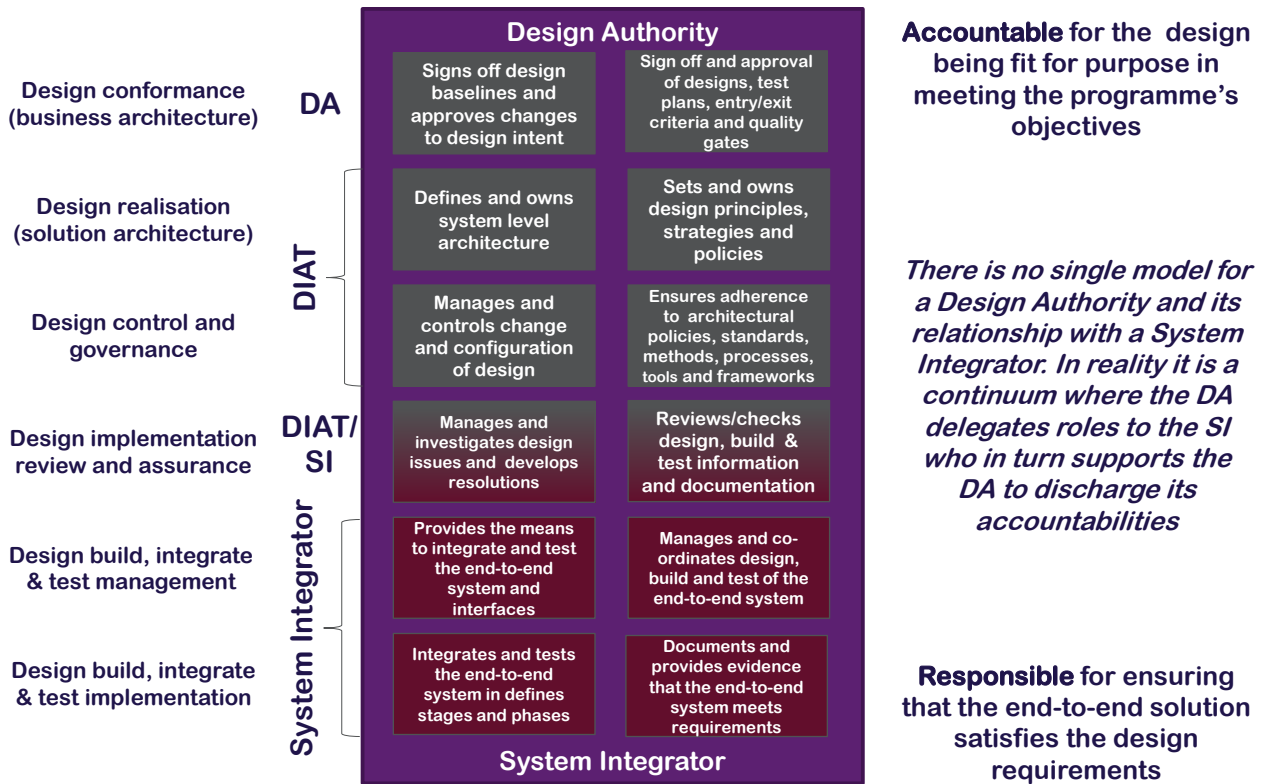 Design Authority
Design conformance
(business architecture)
DA
Signs off design
baselines and
approves changes
to design intent
Sign off and approval
of designs, test
plans, entry/exit
criteria and quality
gates
Accountable for the design
being fit for purpose in
meeting the programme's
objectives
Design realisation
(solution architecture)
DIAT
Defines and owns
system level
architecture
Sets and owns
design principles,
strategies and
policies
Design control and
governance
Manages and
controls change
and configuration
of design
Ensures adherence
to architectural
policies, standards,
methods, processes,
tools and frameworks
There is no single model for
a Design Authority and its
relationship with a System
Integrator. In reality it is a
continuum where the DA
delegates roles to the SI
who in turn supports the
DA to discharge its
accountabilities
Design implementation
review and assurance
DIAT/
SI
Manages and
investigates design
issues and develops
resolutions
Reviews/checks
design, build &
test information
and documentation
Design build, integrate
& test management
System Integrator
Provides the means
to integrate and test
the end-to-end
system and
interfaces
Manages and co-
ordinates design,
build and test of the
end-to-end system
Design build, integrate
& test implementation
Integrates and tests
the end-to-end
system in defines
stages and phases
Documents and
provides evidence
that the end-to-end
system meets
requirements
Responsible for ensuring
that the end-to-end solution
satisfies the design
requirements
System Integrator